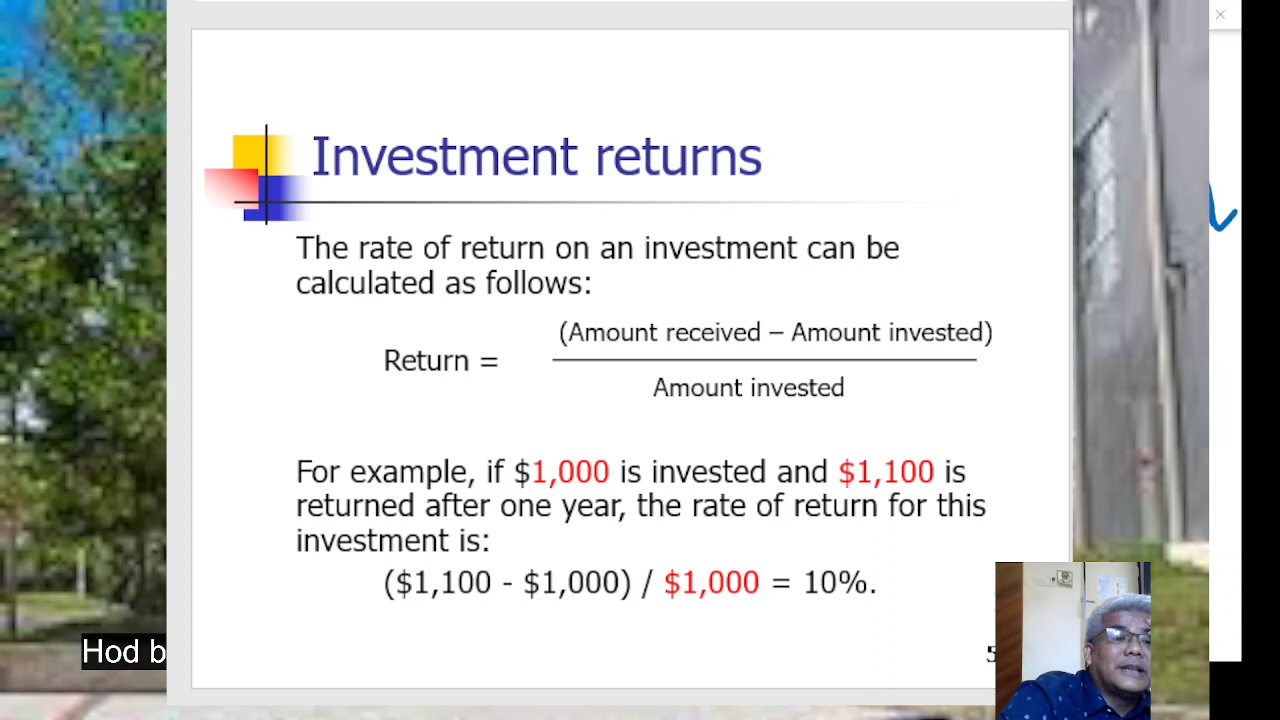 Investment returns
The rate of return on an investment can be
calculated as follows:
(Amount received – Amount invested)
Return =
Amount invested
For example, if $1,000 is invested and $1,100 is
returned after one year, the rate of return for this
investment is:
($1,100 - $1,000) / $1,000 = 10%.
Hod b
5